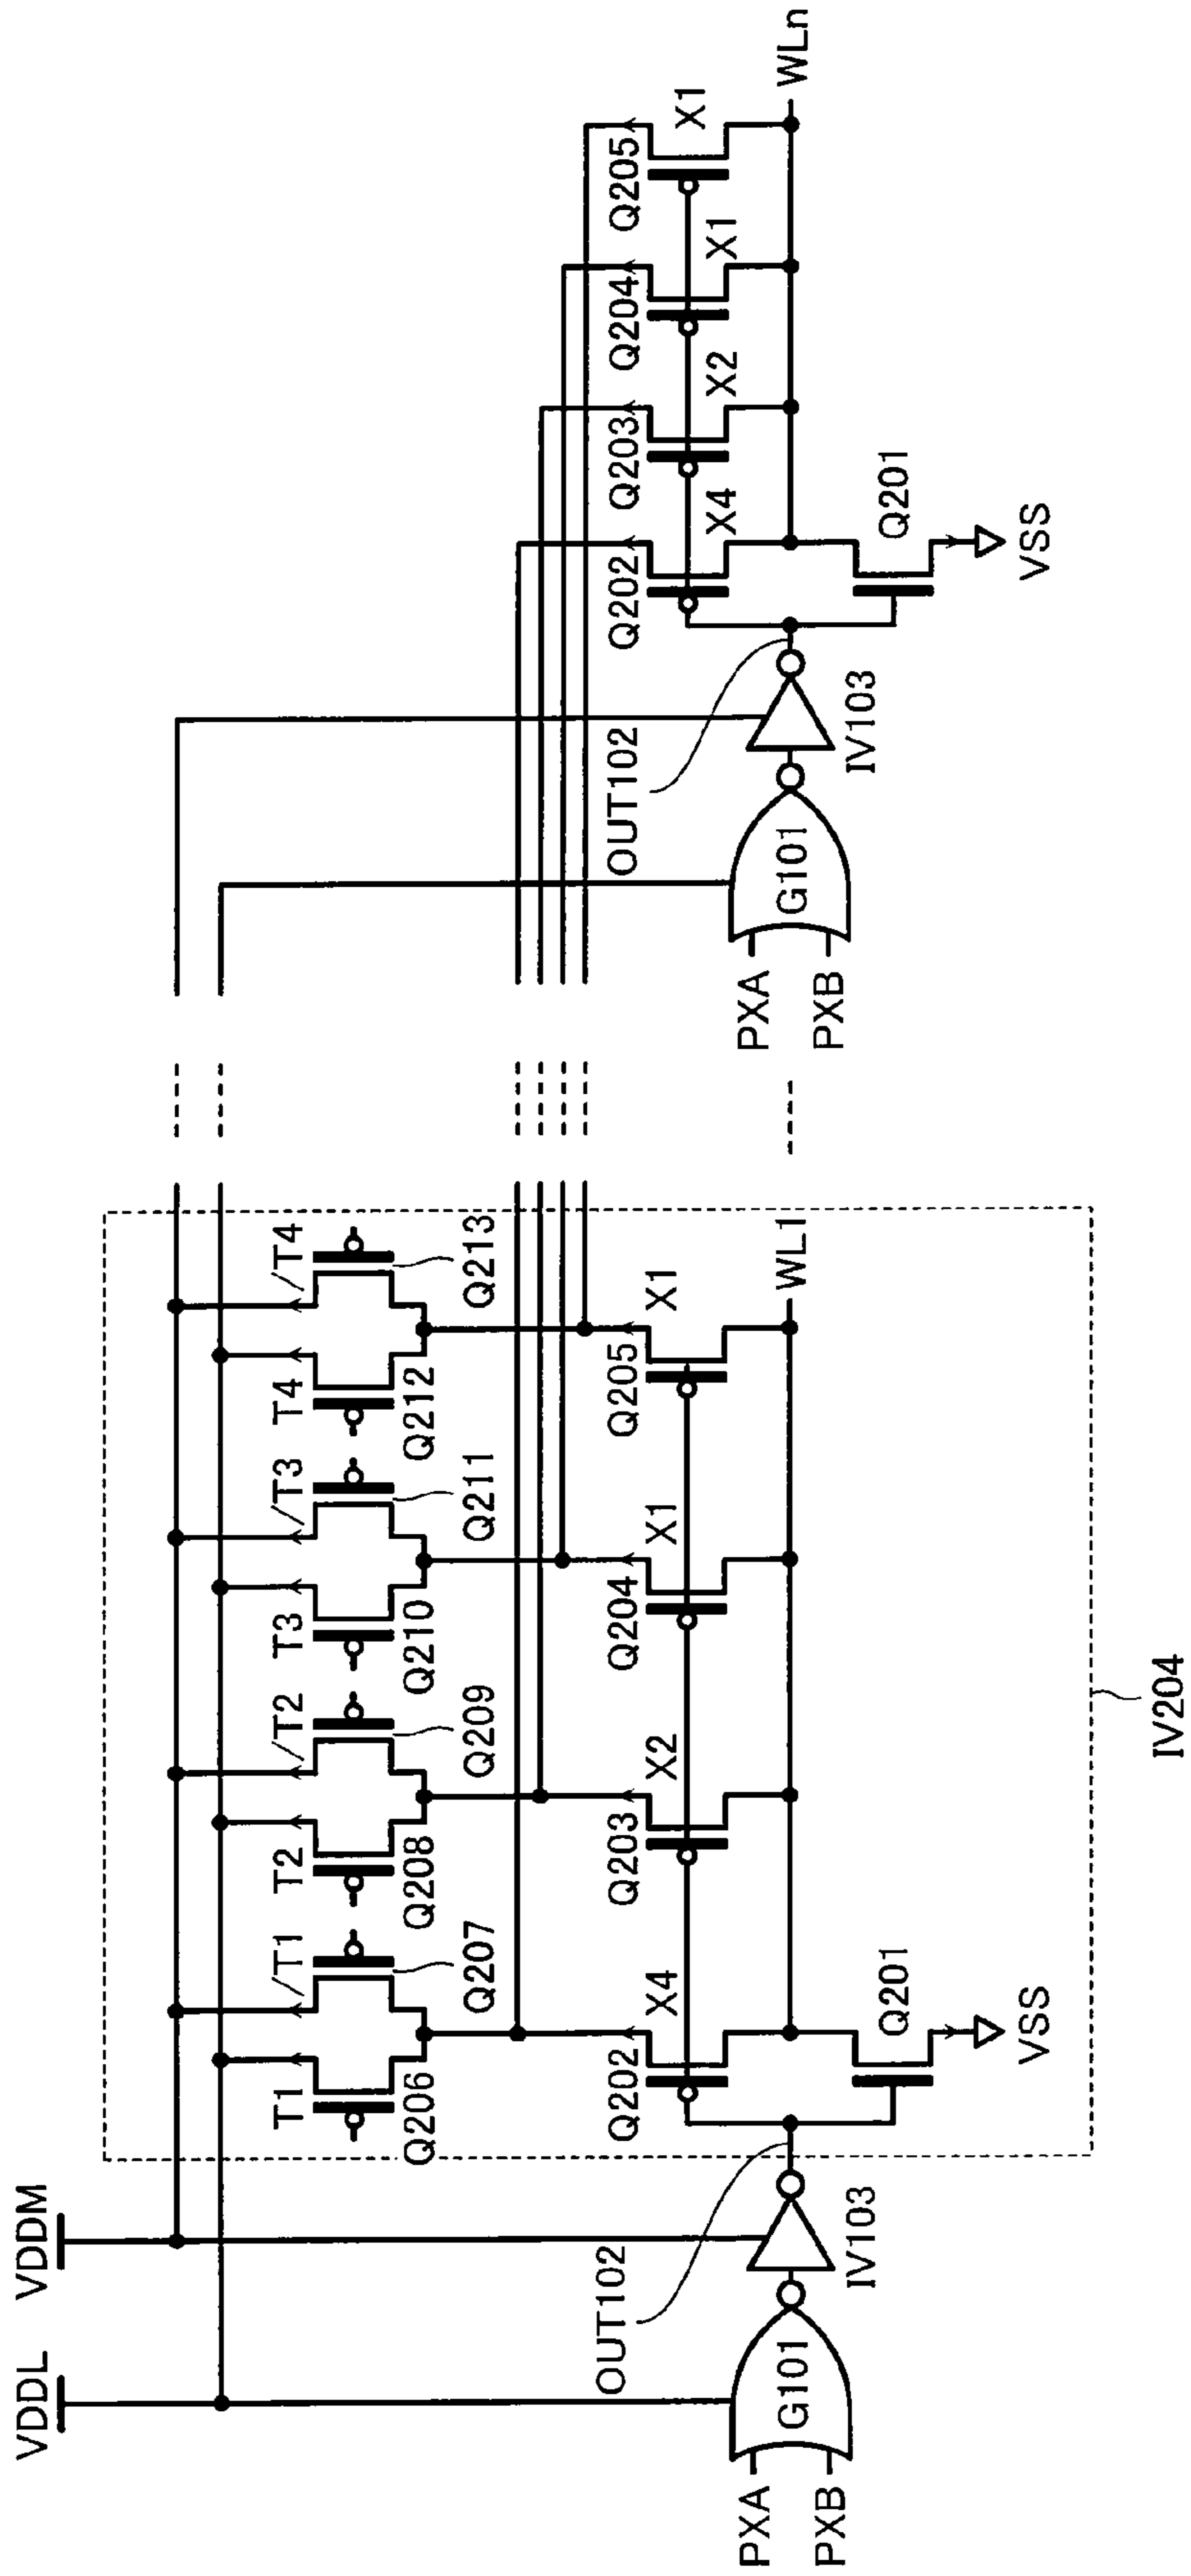 VDDL
VDDM
T1
/T1
T2
/T2
T3
/T3
T4
/T4
Q206
Q207
Q208
Q209
Q210
Q211
Q212
Q213
Q202
X4
Q203
X2
Q204
X1
Q205
X1
OUT102
PXA
PXB
G101
IV103
Q201
VSS
WL1
IV204
OUT102
PXA
PXB
G101
IV103
Q202
X4
Q203
X2
Q204
X1
Q205
X1
Q201
VSS
WLn